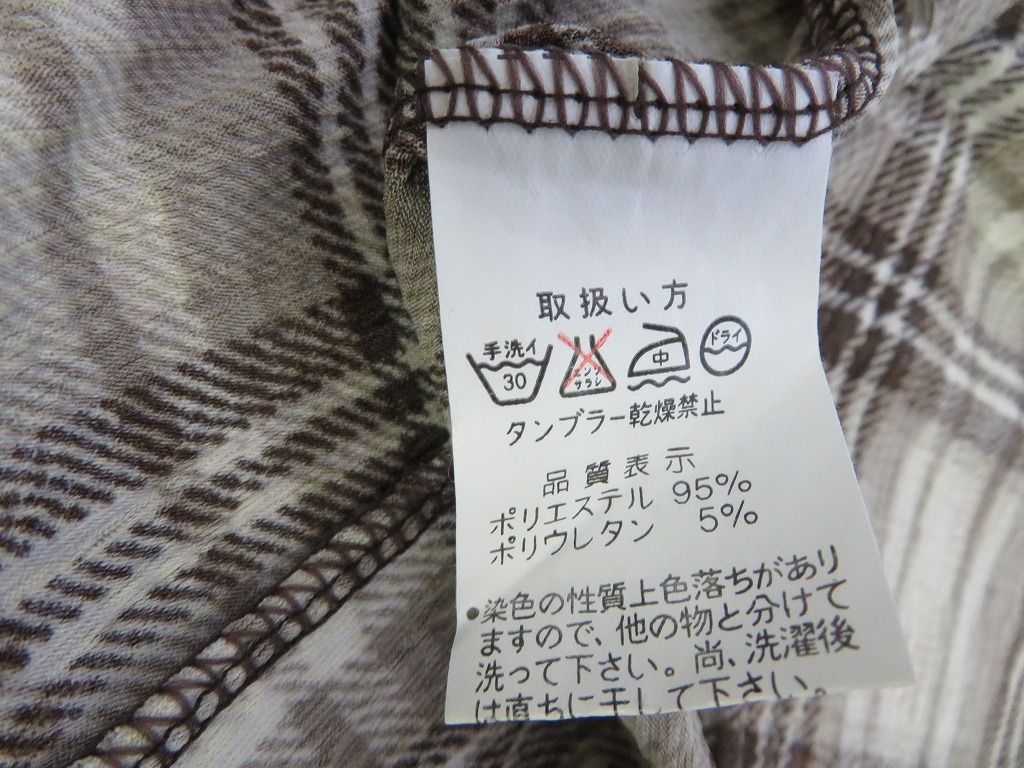 取扱い方
手洗イ
30
エンソ
サラシ
中
ドライ
タンブラー乾燥禁止
品質表示
ポリエステル 95%
ポリウレタン 5%
•染色の性質上色落ちがあり
ますので、他の物と分けて
洗って下さい。尚、洗濯後
は直ちに干して下さい。